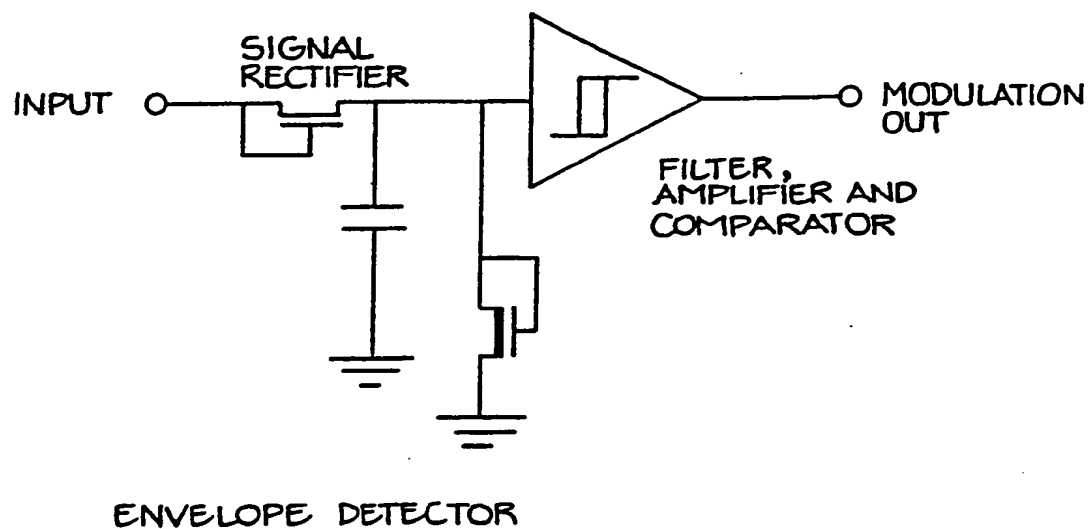 SIGNAL
RECTIFIER
INPUT
MODULATION
OUT
FILTER,
AMPLIFIER AND
COMPARATOR
ENVELOPE DETECTOR